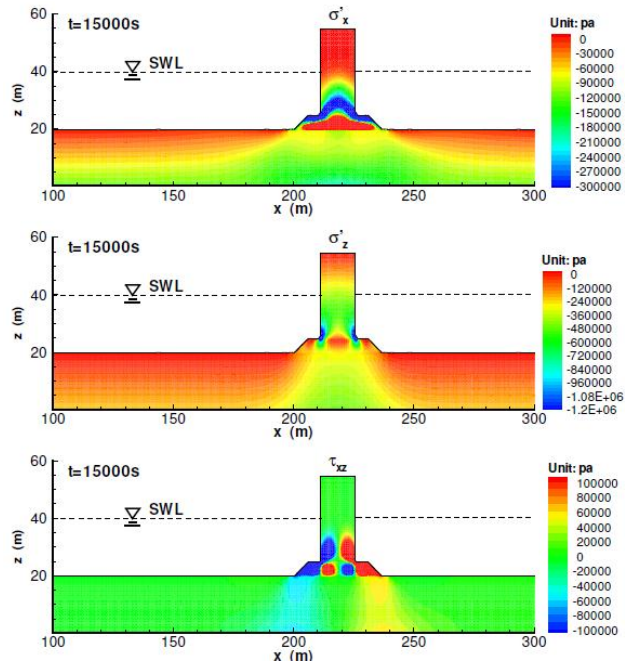 σ'x
Unit: pa
t=15000s
SWL
z (m)
60
40
20
0
-30000
-60000
-90000
-120000
-150000
-180000
-210000
-240000
-270000
-300000
100
150
200
250
300
x (m)
σ'z
Unit: pa
t=15000s
SWL
z (m)
60
40
20
0
0
-120000
-240000
-360000
-480000
-600000
-720000
-840000
-960000
-1.08E+06
-1.2E+06
100
150
200
250
300
x (m)
τxz
Unit: pa
t=15000s
SWL
z (m)
60
40
20
0
100000
80000
60000
40000
20000
0
-20000
-40000
-60000
-80000
-100000
100
150
200
250
300
x (m)